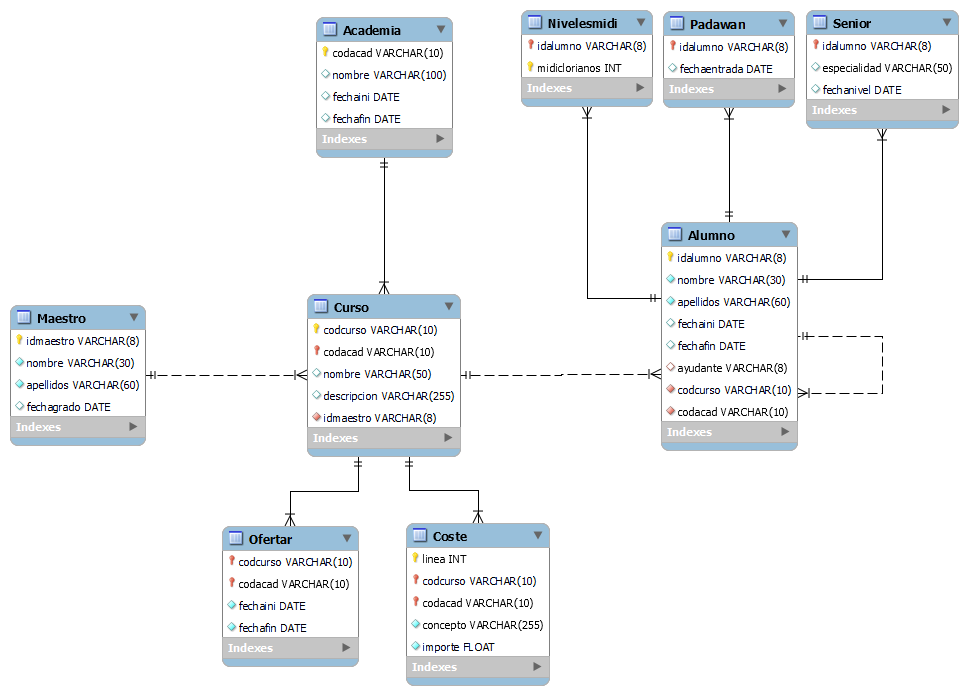 Academia
codacad VARCHAR(10)
nombre VARCHAR(100)
fechaini DATE
fechafin DATE
Indexes
Nivelesmidi
idalumno VARCHAR(8)
midiclorianos INT
Indexes
Padawan
idalumno VARCHAR(8)
fechaentrada DATE
Indexes
Senior
idalumno VARCHAR(8)
especialidad VARCHAR(50)
fechanivel DATE
Indexes
Maestro
idmaestro VARCHAR(8)
nombre VARCHAR(30)
apellidos VARCHAR(60)
fechagrado DATE
Indexes
Curso
codcurso VARCHAR(10)
codacad VARCHAR(10)
nombre VARCHAR(50)
descripcion VARCHAR(255)
idmaestro VARCHAR(8)
Indexes
Alumno
idalumno VARCHAR(8)
nombre VARCHAR(30)
apellidos VARCHAR(60)
fechaini DATE
fechafin DATE
ayudante VARCHAR(8)
codcurso VARCHAR(10)
codacad VARCHAR(10)
Indexes
Ofertar
codcurso VARCHAR(10)
codacad VARCHAR(10)
fechaini DATE
fechafin DATE
Indexes
Coste
linea INT
codcurso VARCHAR(10)
codacad VARCHAR(10)
concepto VARCHAR(255)
importe FLOAT
Indexes